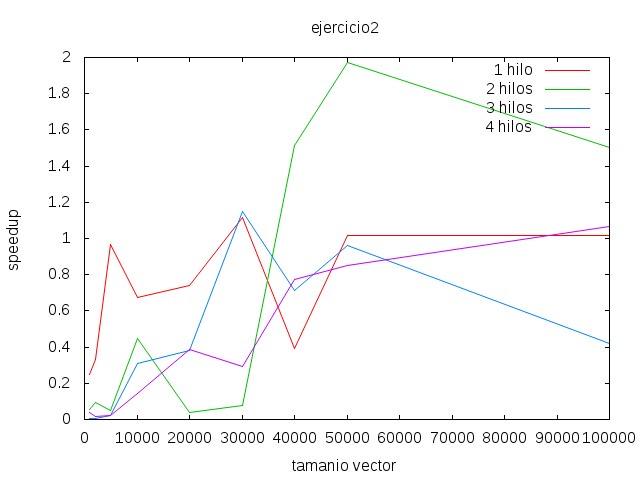 ejercicio2
2
1.8
1.6
1.4
1.2
1
0.8
0.6
0.4
0.2
0
speedup
1 hilo
2 hilos
3 hilos
4 hilos
0 10000 20000 30000 40000 50000 60000 70000 80000 90000 100000
tamanio vector